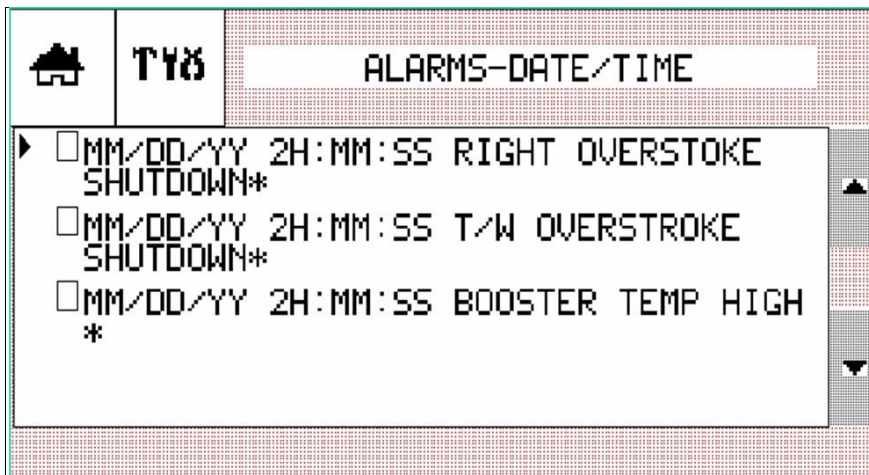 ALARMS-DATE/TIME
MM/DD/YY 2H:MM:SS RIGHT OVERSTOKE
SHUTDOWN*
MM/DD/YY 2H:MM:SS T/W OVERSTROKE
SHUTDOWN*
MM/DD/YY 2H:MM:SS BOOSTER TEMP HIGH
*